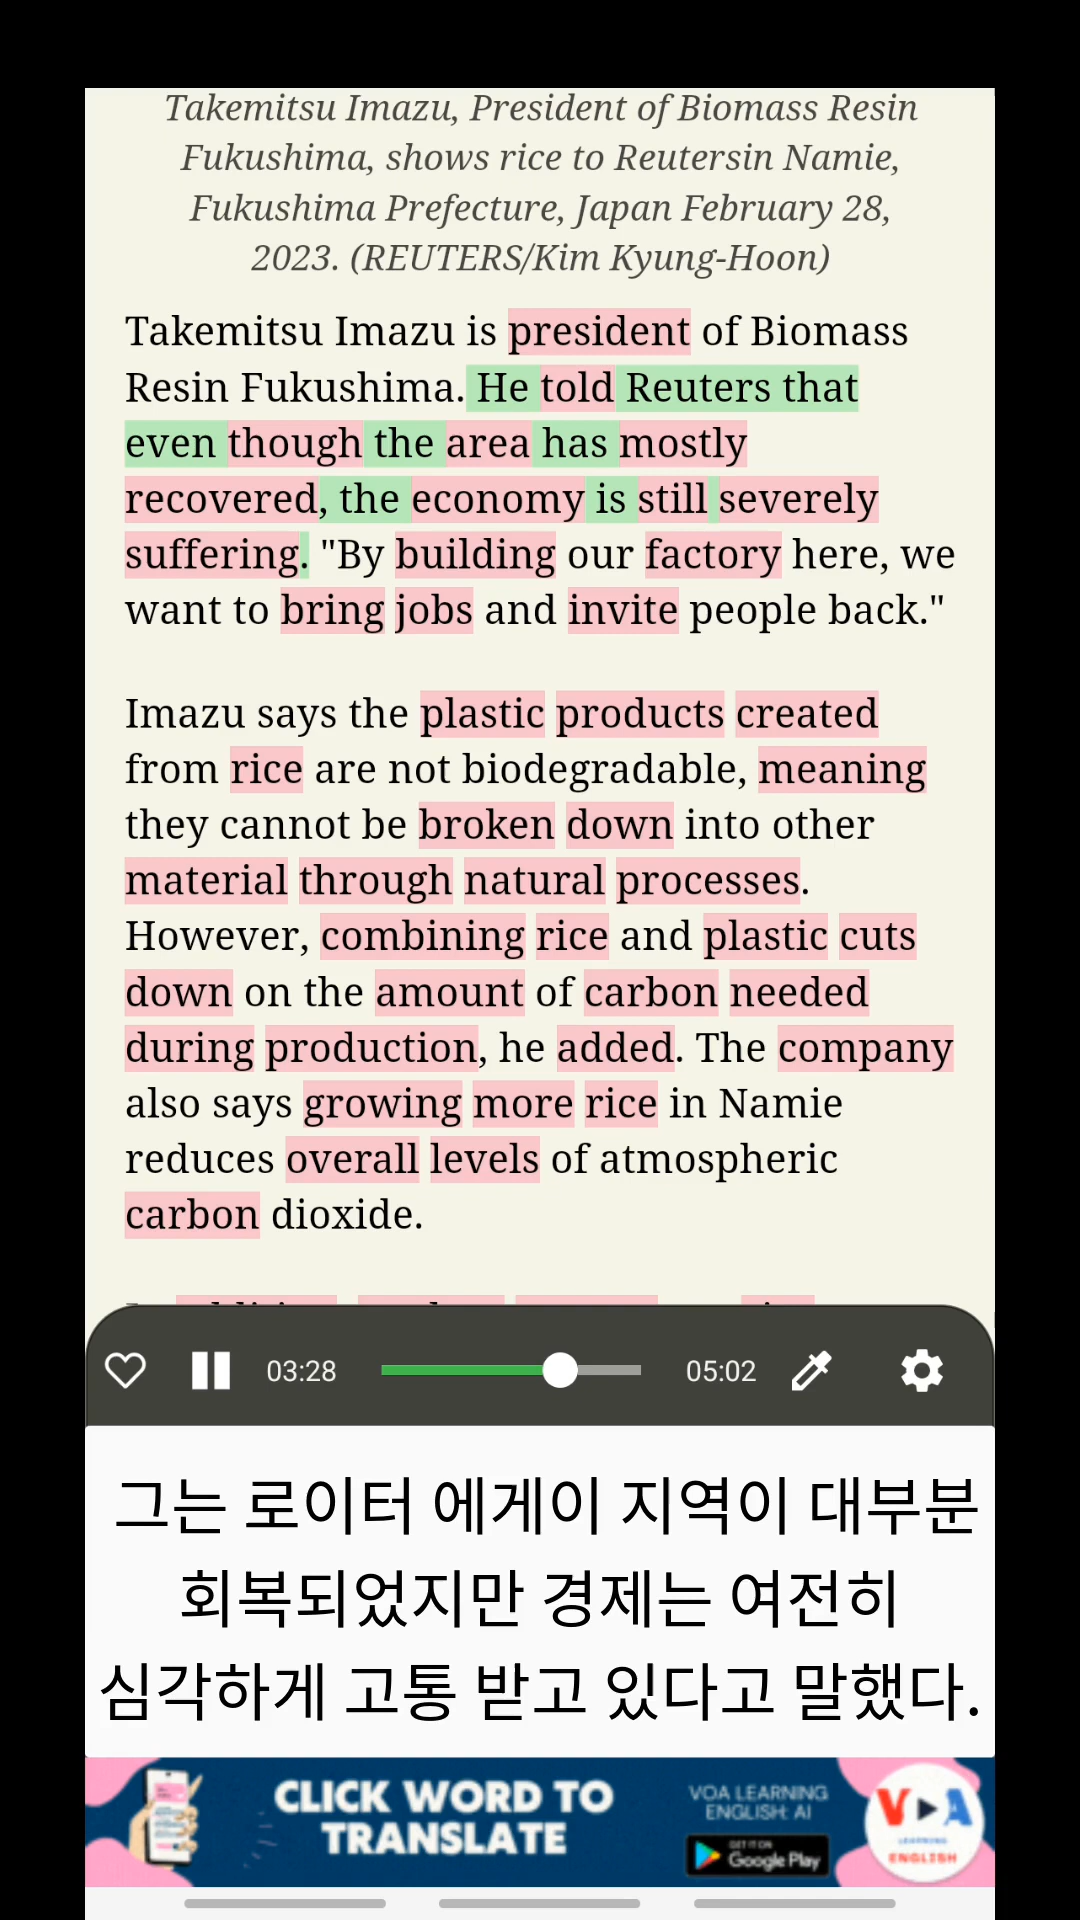 Takemitsu Imazu, President of Biomass Resin
Fukushima, shows rice to Reutersin Namie,
Fukushima Prefecture, Japan February 28,
2023. (REUTERS/Kim Kyung-Hoon)
Takemitsu Imazu is president of Biomass
Resin Fukushima. He told Reuters that
even though the area has mostly
recovered, the economy is still severely
suffering. "By building our factory here, we
want to bring jobs and invite people back."
Imazu says the plastic products created
from rice are not biodegradable, meaning
they cannot be broken down into other
material through natural processes.
However, combining rice and plastic cuts
down on the amount of carbon needed
during production, he added. The company
also says growing more rice in Namie
reduces overall levels of atmospheric
carbon dioxide.
03:28
05:02
그는 로이터 에게이 지역이 대부분
회복되었지만 경제는 여전히
심각하게 고통 받고 있다고 말했다.
CLICK WORD TO
TRANSLATE
VOA LEARNING
ENGLISH: AI
GET IT ON
Google Play
VOA
LEARNING
ENGLISH